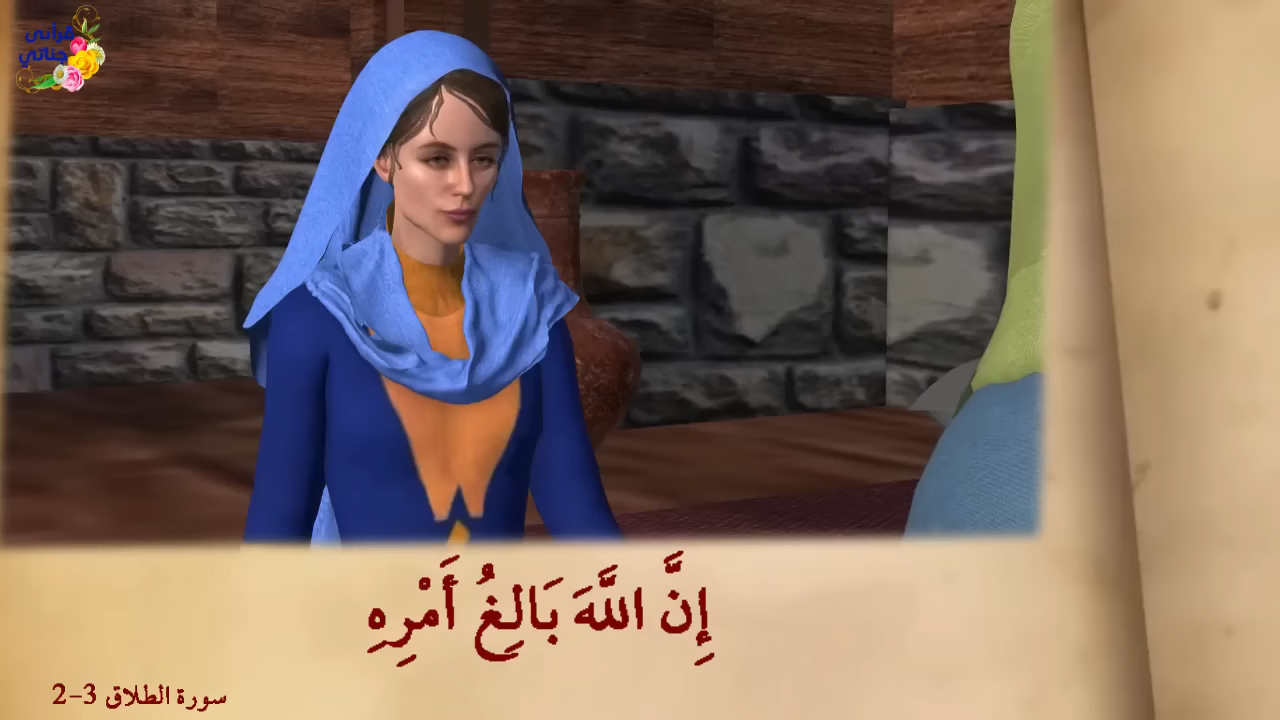 قرآني
جناتي
إِنَّ اللَّهَ بَالِغُ أَمْرِهِ
سورة الطلاق 3-2